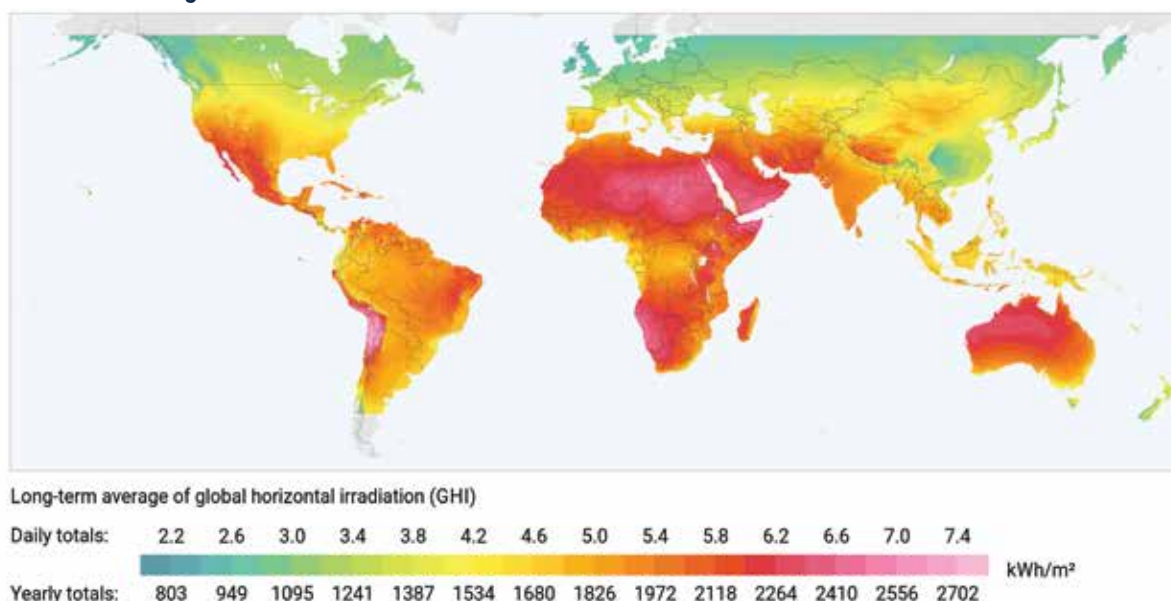 Long-term average of global horizontal irradiation (GHI)
Daily totals: 2.2 2.6 3.0 3.4 3.8 4.2 4.6 5.0 5.4 5.8 6.2 6.6 7.0 7.4
kWh/m²
Yearly totals: 803 949 1095 1241 1387 1534 1680 1826 1972 2118 2264 2410 2556 2702